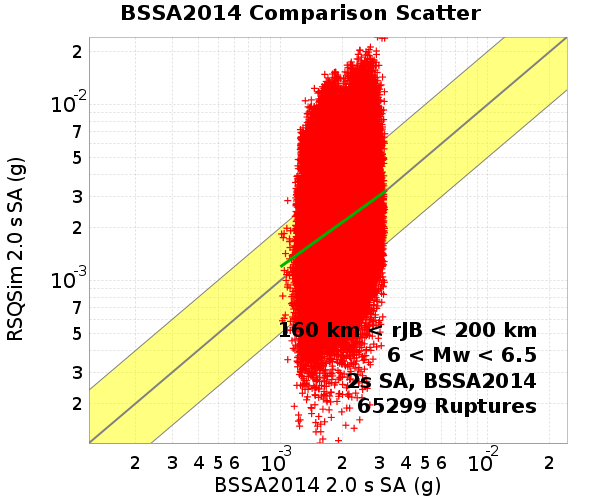 BSSA2014 Comparison Scatter
RSQSim 2.0 s SA (g)
2
10^-2
7
5
3
2
10^-3
7
5
3
2
160 km < rJB < 200 km
6 < Mw < 6.5
2s SA, BSSA2014
65299 Ruptures
2 3 4 5 6 10^-3 2 3 4 5 6 10^-2 2
BSSA2014 2.0 s SA (g)